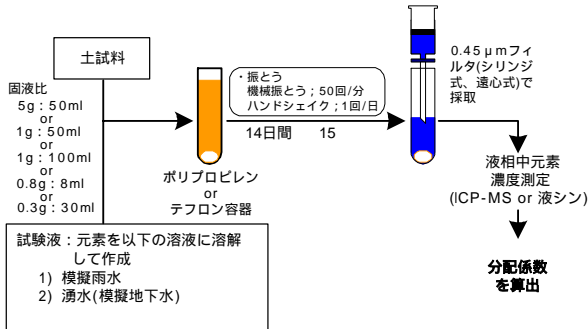 土試料
固液比
5g：50ml
or
1g：50ml
or
1g：100ml
or
0.8g：8ml
or
0.3g：30ml
・振とう
機械振とう；50回/分
ハンドシェイク；1回/日
14日間 15
ポリプロピレン
or
テフロン容器
0.45μmフィ
ルタ(シリンジ
式、遠心式)で
採取
液相中元素
濃度測定
(ICP-MS or 液シン)
分配係数
を算出
試験液：元素を以下の溶液に溶解
して作成
1) 模擬雨水
2) 湧水(模擬地下水)